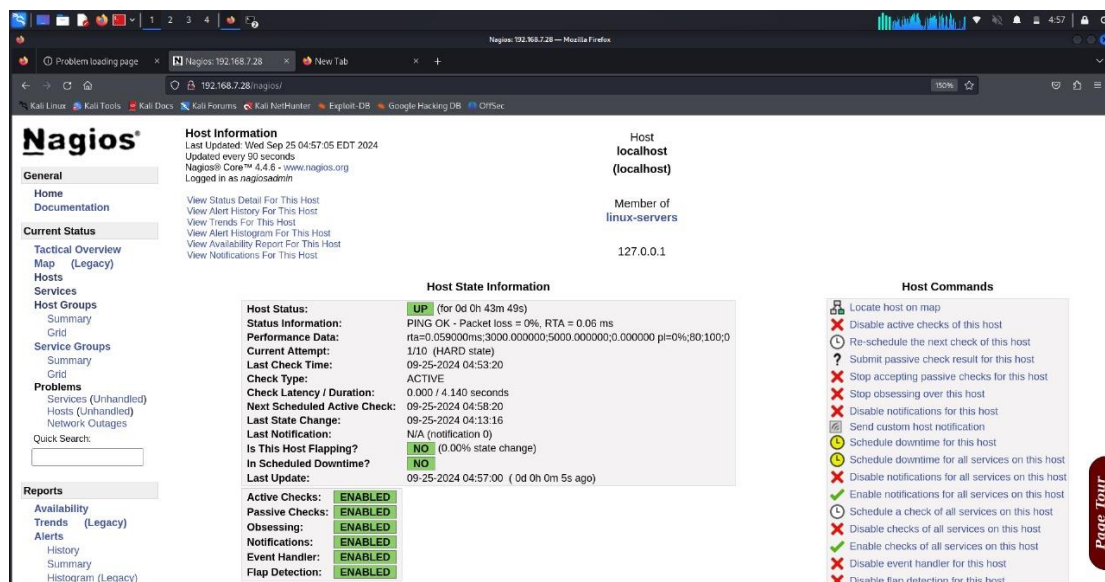 1 2 3 4
4:57
Nagios: 192.168.7.28 — Mozilla Firefox
Problem loading page
Nagios: 192.168.7.28
New Tab
192.168.7.28/nagios/
150%
Kali Linux Kali Tools Kali Docs Kali Forums Kali NetHunter Exploit-DB Google Hacking DB OffSec
Nagios®
General
Home
Documentation
Current Status
Tactical Overview
Map (Legacy)
Hosts
Services
Host Groups
Summary
Grid
Service Groups
Summary
Grid
Problems
Services (Unhandled)
Hosts (Unhandled)
Network Outages
Quick Search:
Reports
Availability
Trends (Legacy)
Alerts
History
Summary
Histogram (Legacy)
Host Information
Last Updated: Wed Sep 25 04:57:05 EDT 2024
Updated every 90 seconds
Nagios® Core™ 4.4.6 - www.nagios.org
Logged in as nagiosadmin
View Status Detail For This Host
View Alert History For This Host
View Trends For This Host
View Alert Histogram For This Host
View Availability Report For This Host
View Notifications For This Host
Host
localhost
(localhost)
Member of
linux-servers
127.0.0.1
Host State Information
Host Status: UP (for 0d 0h 43m 49s)
Status Information: PING OK - Packet loss = 0%, RTA = 0.06 ms
Performance Data: rta=0.059000ms;3000.000000;5000.000000;0.000000 pl=0%;80;100;0
Current Attempt: 1/10 (HARD state)
Last Check Time: 09-25-2024 04:53:20
Check Type: ACTIVE
Check Latency / Duration: 0.000 / 4.140 seconds
Next Scheduled Active Check: 09-25-2024 04:58:20
Last State Change: 09-25-2024 04:13:16
Last Notification: N/A (notification 0)
Is This Host Flapping? NO (0.00% state change)
In Scheduled Downtime? NO
Last Update: 09-25-2024 04:57:00 ( 0d 0h 0m 5s ago)
Active Checks: ENABLED
Passive Checks: ENABLED
Obsessing: ENABLED
Notifications: ENABLED
Event Handler: ENABLED
Flap Detection: ENABLED
Host Commands
Locate host on map
Disable active checks of this host
Re-schedule the next check of this host
Submit passive check result for this host
Stop accepting passive checks for this host
Stop obsessing over this host
Disable notifications for this host
Send custom host notification
Schedule downtime for this host
Schedule downtime for all services on this host
Disable notifications for all services on this host
Enable notifications for all services on this host
Schedule a check of all services on this host
Disable checks of all services on this host
Enable checks of all services on this host
Disable event handler for this host
Disable flap detection for this host
Page Tour